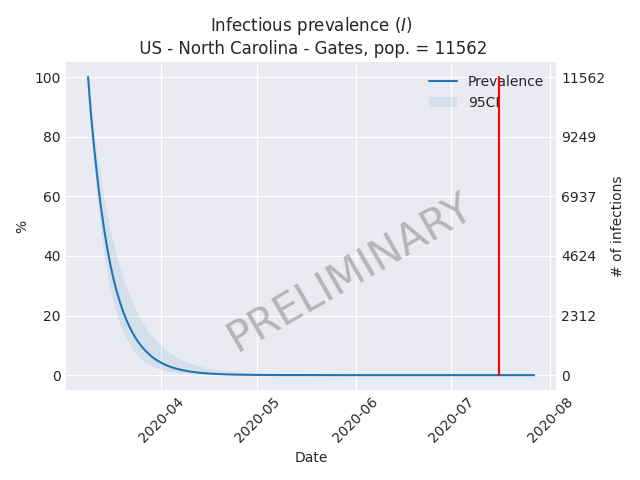 Infectious prevalence (I)
US - North Carolina - Gates, pop. = 11562
100
80
60
40
20
0
%
Prevalence
95CI
PRELIMINARY
11562
9249
6937
4624
2312
0
# of infections
2020-04
2020-05
2020-06
2020-07
2020-08
Date